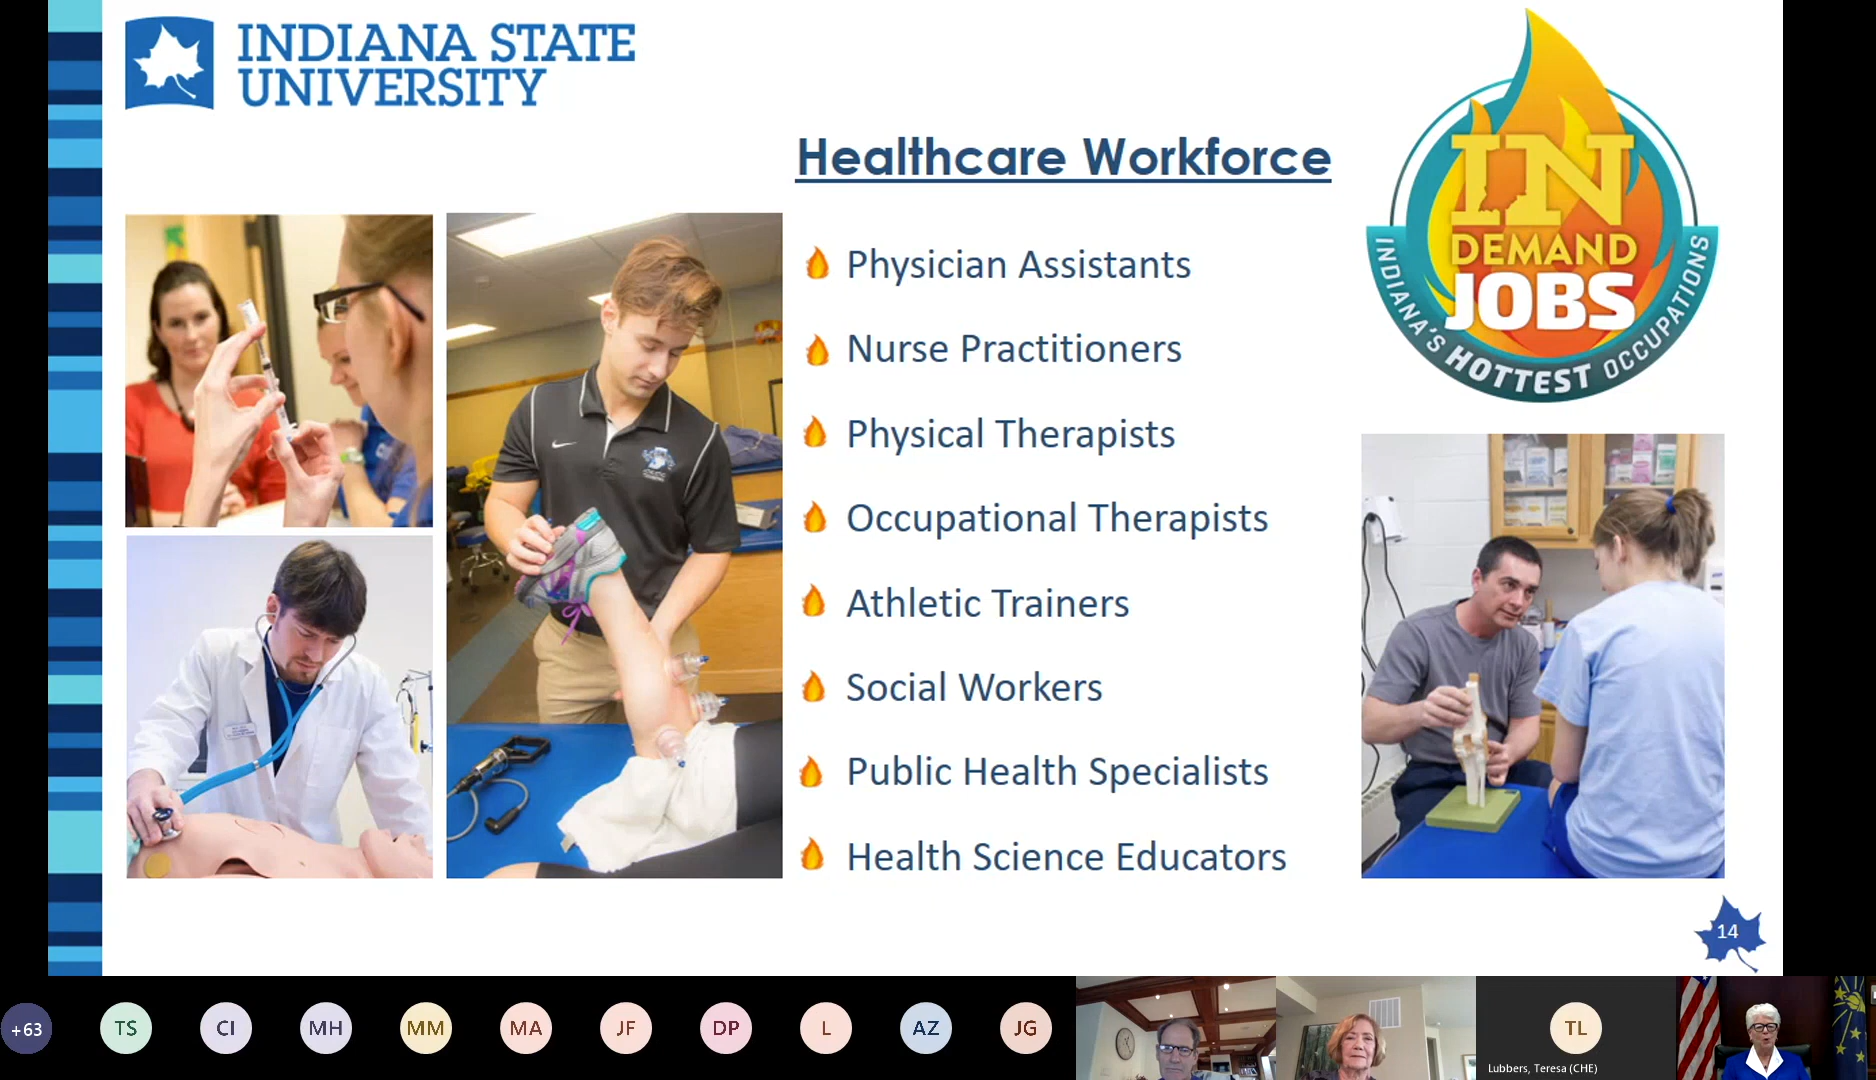 INDIANA STATE
UNIVERSITY
Healthcare Workforce
IN
DEMAND
JOBS
INDIANA'S HOTTEST OCCUPATIONS
Physician Assistants
Nurse Practitioners
Physical Therapists
Occupational Therapists
Athletic Trainers
Social Workers
Public Health Specialists
Health Science Educators
14
+63
TS
CI
MH
MM
MA
JF
DP
L
AZ
JG
TL
Lubbers, Teresa (CHE)